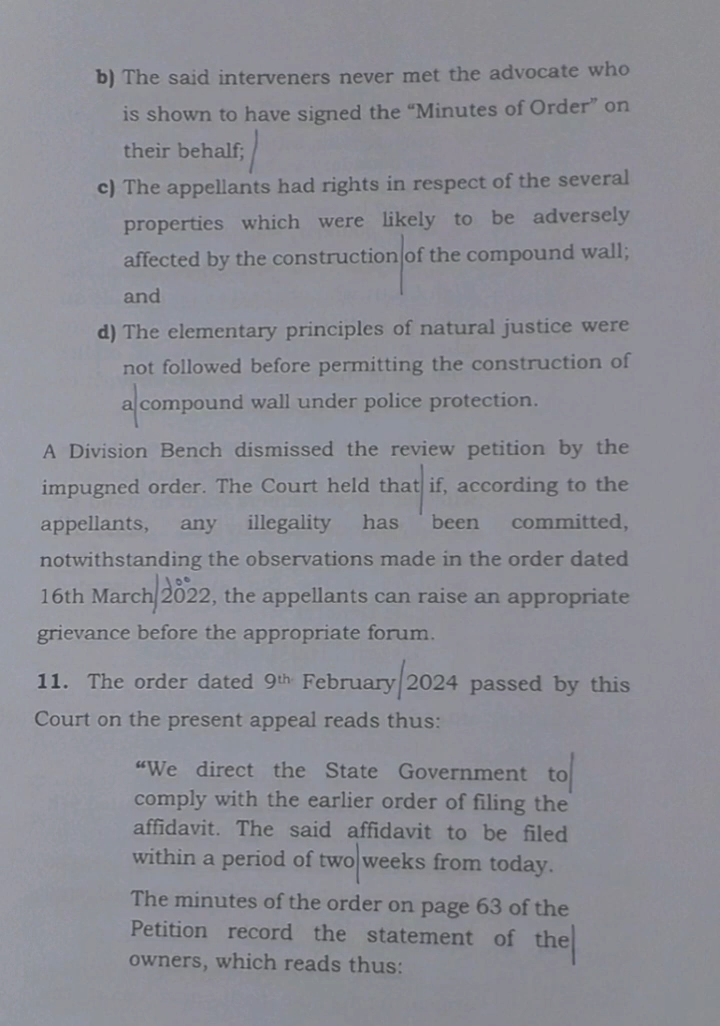 b) The said interveners never met the advocate who
is shown to have signed the “Minutes of Order” on
their behalf;
c) The appellants had rights in respect of the several
properties which were likely to be adversely
affected by the construction of the compound wall;
and
d) The elementary principles of natural justice were
not followed before permitting the construction of
a compound wall under police protection.
A Division Bench dismissed the review petition by the
impugned order. The Court held that if, according to the
appellants, any illegality has been committed,
notwithstanding the observations made in the order dated
100
16th March 2022, the appellants can raise an appropriate
grievance before the appropriate forum.
11. The order dated 9th February 2024 passed by this
Court on the present appeal reads thus:
“We direct the State Government to
comply with the earlier order of filing the
affidavit. The said affidavit to be filed
within a period of two weeks from today.
The minutes of the order on page 63 of the
Petition record the statement of the
owners, which reads thus: